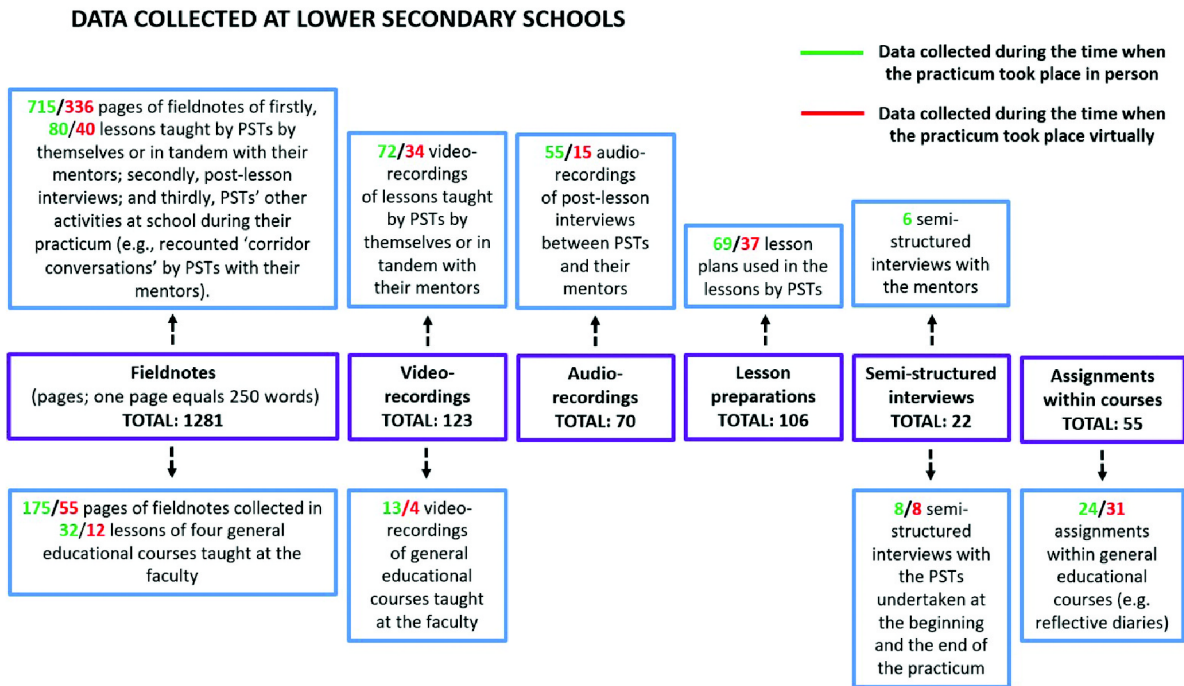 DATA COLLECTED AT LOWER SECONDARY SCHOOLS
Data collected during the time when
the practicum took place in person
Data collected during the time when
the practicum took place virtually
715/336 pages of fieldnotes of firstly,
80/40 lessons taught by PSTs by
themselves or in tandem with their
mentors; secondly, post-lesson
interviews; and thirdly, PSTs’ other
activities at school during their
practicum (e.g., recounted ‘corridor
conversations’ by PSTs with their
mentors).
72/34 video-
recordings
of lessons taught
by PSTs by
themselves or in
tandem with
their mentors
55/15 audio-
recordings
of post-lesson
interviews
between PSTs
and their
mentors
69/37 lesson
plans used in the
lessons by PSTs
6 semi-
structured
interviews with
the mentors
Fieldnotes
(pages; one page equals 250 words)
TOTAL: 1281
Video-
recordings
TOTAL: 123
Audio-
recordings
TOTAL: 70
Lesson
preparations
TOTAL: 106
Semi-structured
interviews
TOTAL: 22
Assignments
within courses
TOTAL: 55
175/55 pages of fieldnotes collected in
32/12 lessons of four general
educational courses taught at the
faculty
13/4 video-
recordings
of general
educational
courses taught
at the faculty
8/8 semi-
structured
interviews with
the PSTs
undertaken at
the beginning
and the end of
the practicum
24/31
assignments
within general
educational
courses (e.g.
reflective diaries)